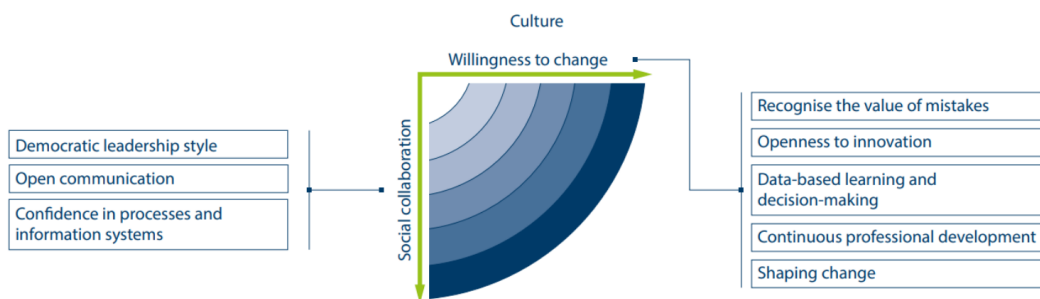 Culture
Willingness to change
Social collaboration
Democratic leadership style
Open communication
Confidence in processes and
information systems
Recognise the value of mistakes
Openness to innovation
Data-based learning and
decision-making
Continuous professional development
Shaping change